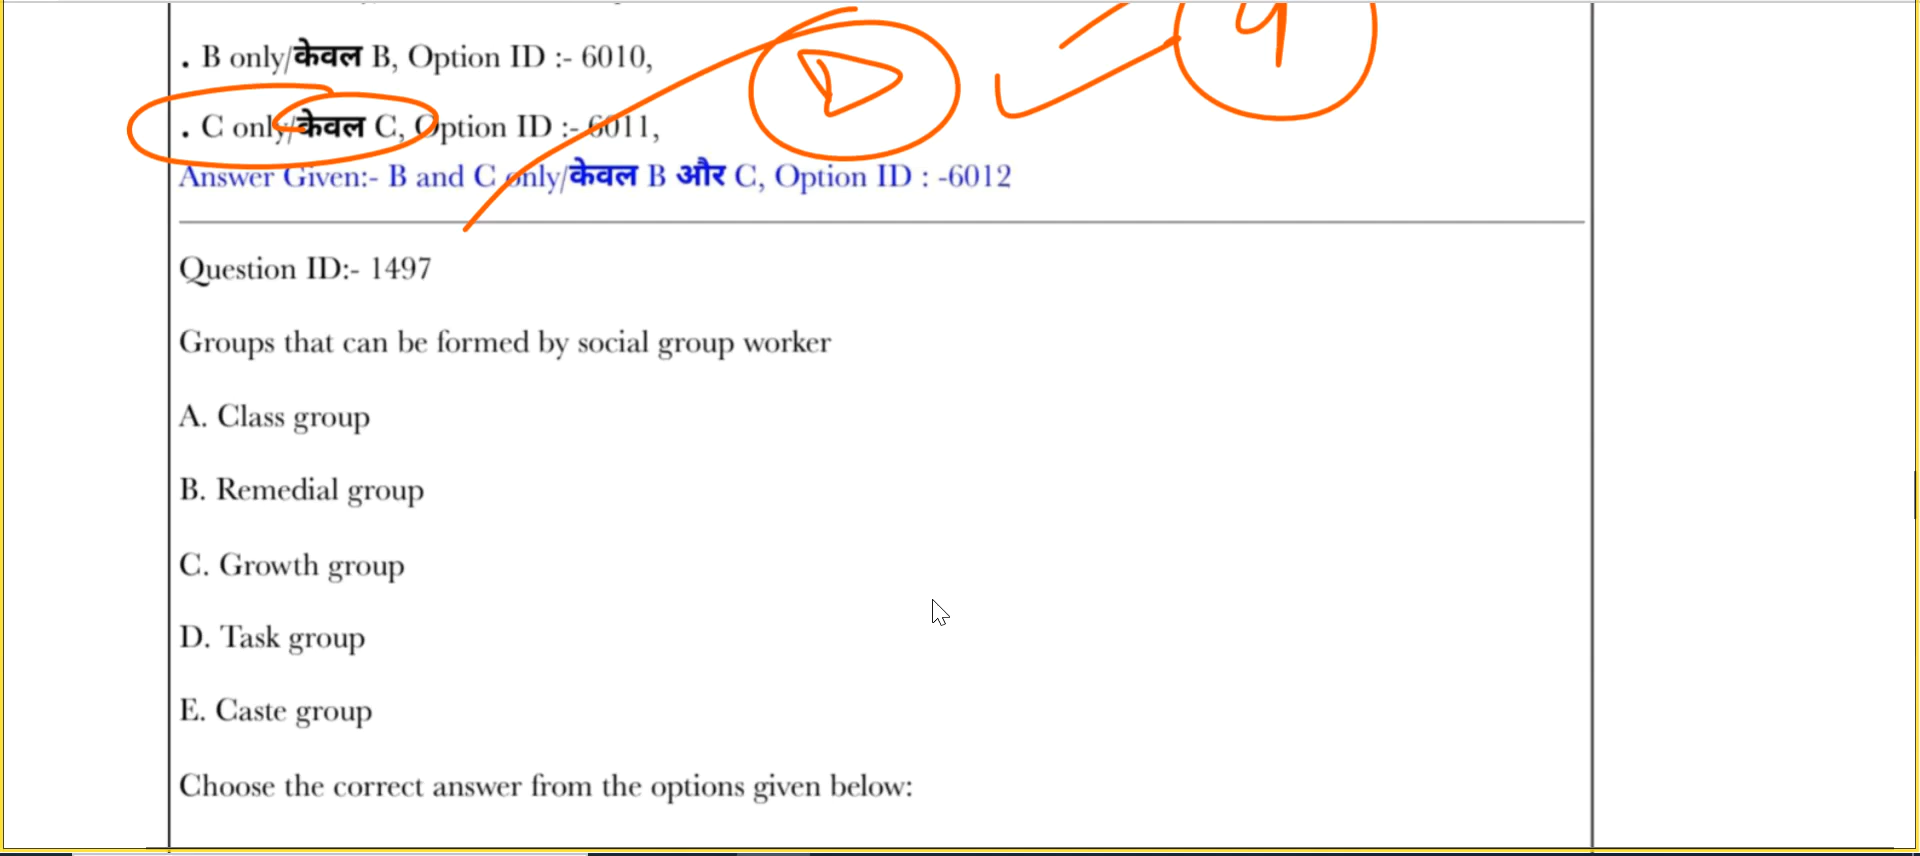 . B only/केवल B, Option ID :- 6010,
. C only/केवल C, Option ID :- 6011,
Answer Given:- B and C only/केवल B और C, Option ID : -6012
Question ID:- 1497
Groups that can be formed by social group worker
A. Class group
B. Remedial group
C. Growth group
D. Task group
E. Caste group
Choose the correct answer from the options given below: